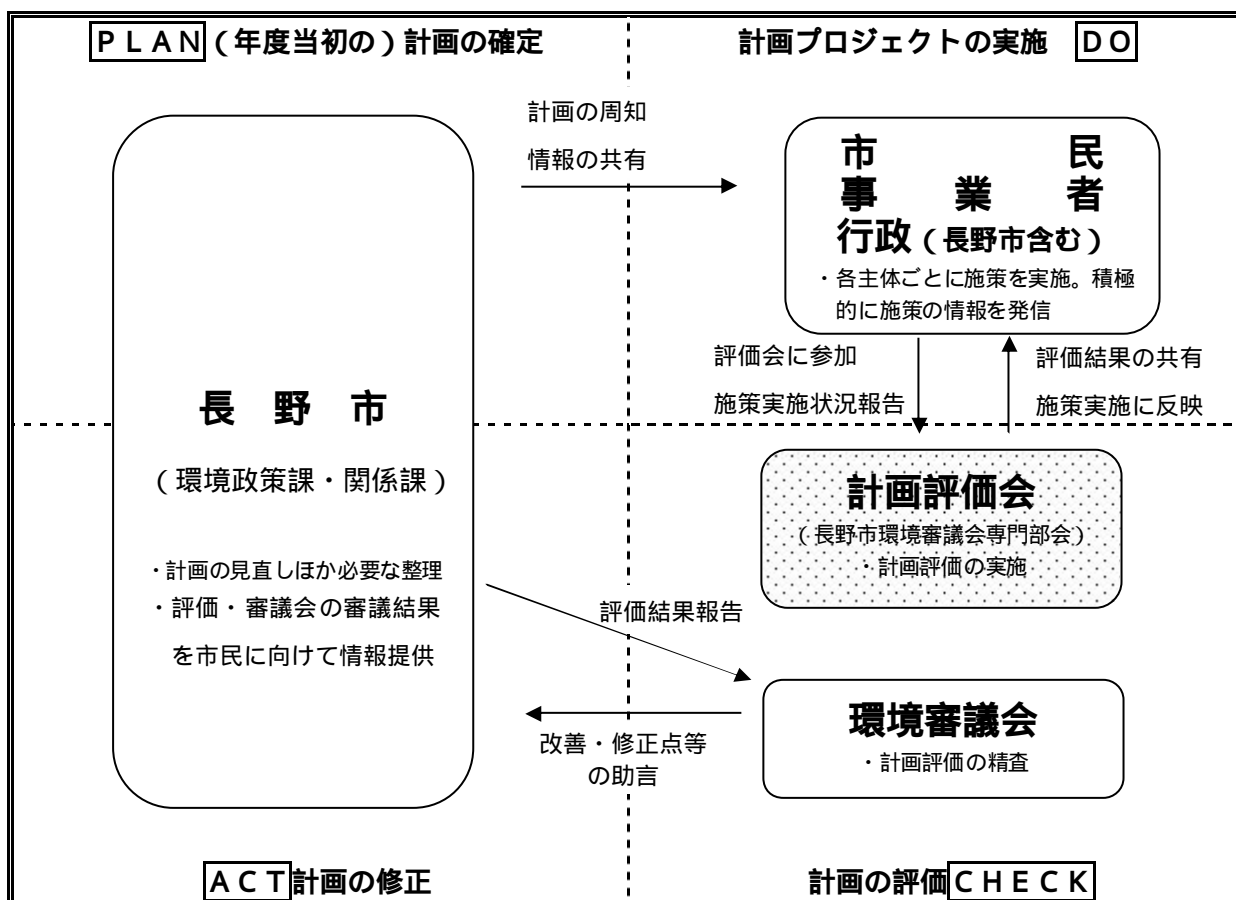 PLAN(年度当初の)計画の確定
計画プロジェクトの実施 DO
計画の周知
情報の共有
市民
事業者
行政(長野市含む)
・各主体ごとに施策を実施。積極
的に施策の情報を発信
評価会に参加
施策実施状況報告
評価結果の共有
施策実施に反映
長野市
(環境政策課・関係課)
・計画の見直しほか必要な整理
・評価・審議会の審議結果
を市民に向けて情報提供
計画評価会
(長野市環境審議会専門部会)
・計画評価の実施
評価結果報告
環境審議会
・計画評価の精査
改善・修正点等
の助言
ACT計画の修正
計画の評価CHECK